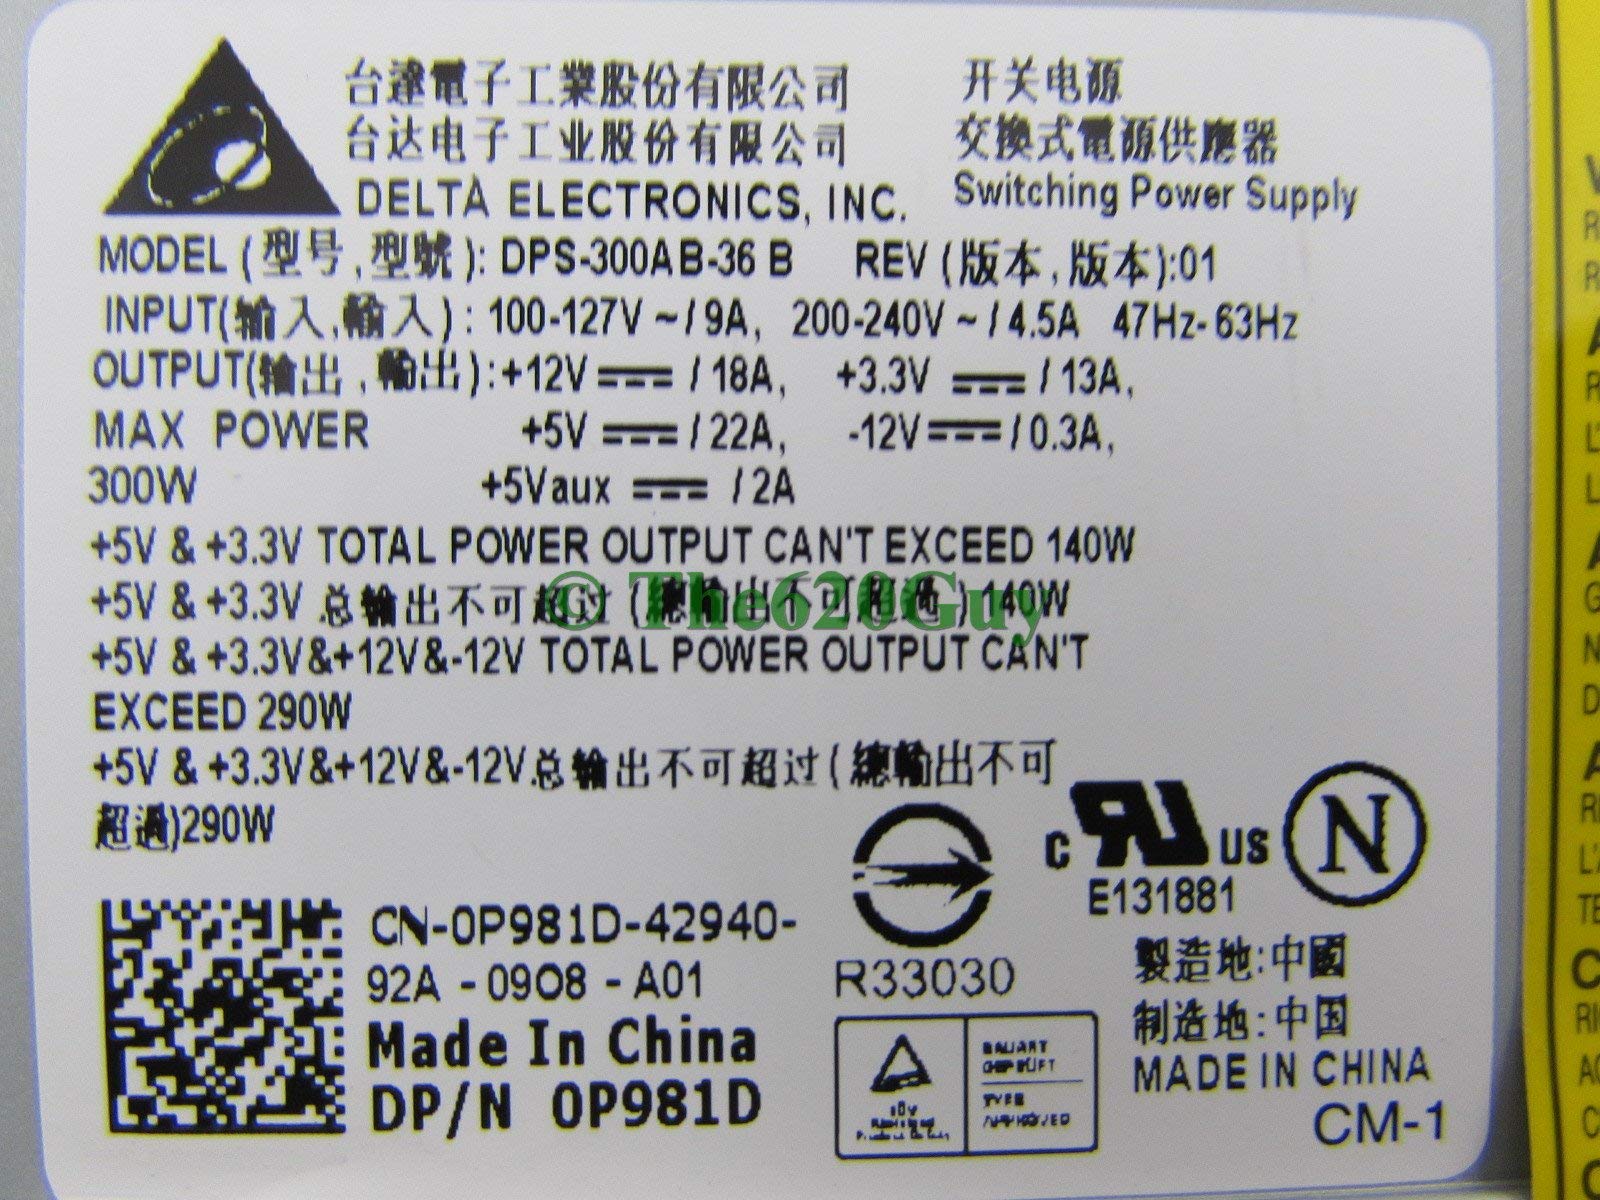 台達電子工業股份有限公司
开关电源
台达电子工业股份有限公司
交換式電源供應器
DELTA ELECTRONICS, INC.
Switching Power Supply
MODEL (型号,型號): DPS-300AB-36 B REV (版本,版本):01
INPUT(输入,輸入): 100-127V ~/ 9A, 200-240V ~ / 4.5A 47Hz-63Hz
OUTPUT(输出,輸出):+12V ⎓ / 18A, +3.3V ⎓ / 13A,
MAX POWER +5V ⎓ / 22A, -12V ⎓ / 0.3A,
300W +5Vaux ⎓ / 2A
+5V & +3.3V TOTAL POWER OUTPUT CAN'T EXCEED 140W
+5V & +3.3V 总输出不可超过 (總輸出不可超過) 140W
© The620Guy
+5V & +3.3V&+12V&-12V TOTAL POWER OUTPUT CAN'T
EXCEED 290W
+5V & +3.3V&+12V&-12V总输出不可超过(總輸出不可
超過)290W
C US
E131881
N
CN-0P981D-42940-
92A -0908 -A01
Made In China
DP/N 0P981D
R33030
BAUART
GEPRÜFT
TYPE
APPROVED
製造地:中國
制造地:中国
MADE IN CHINA
CM-1